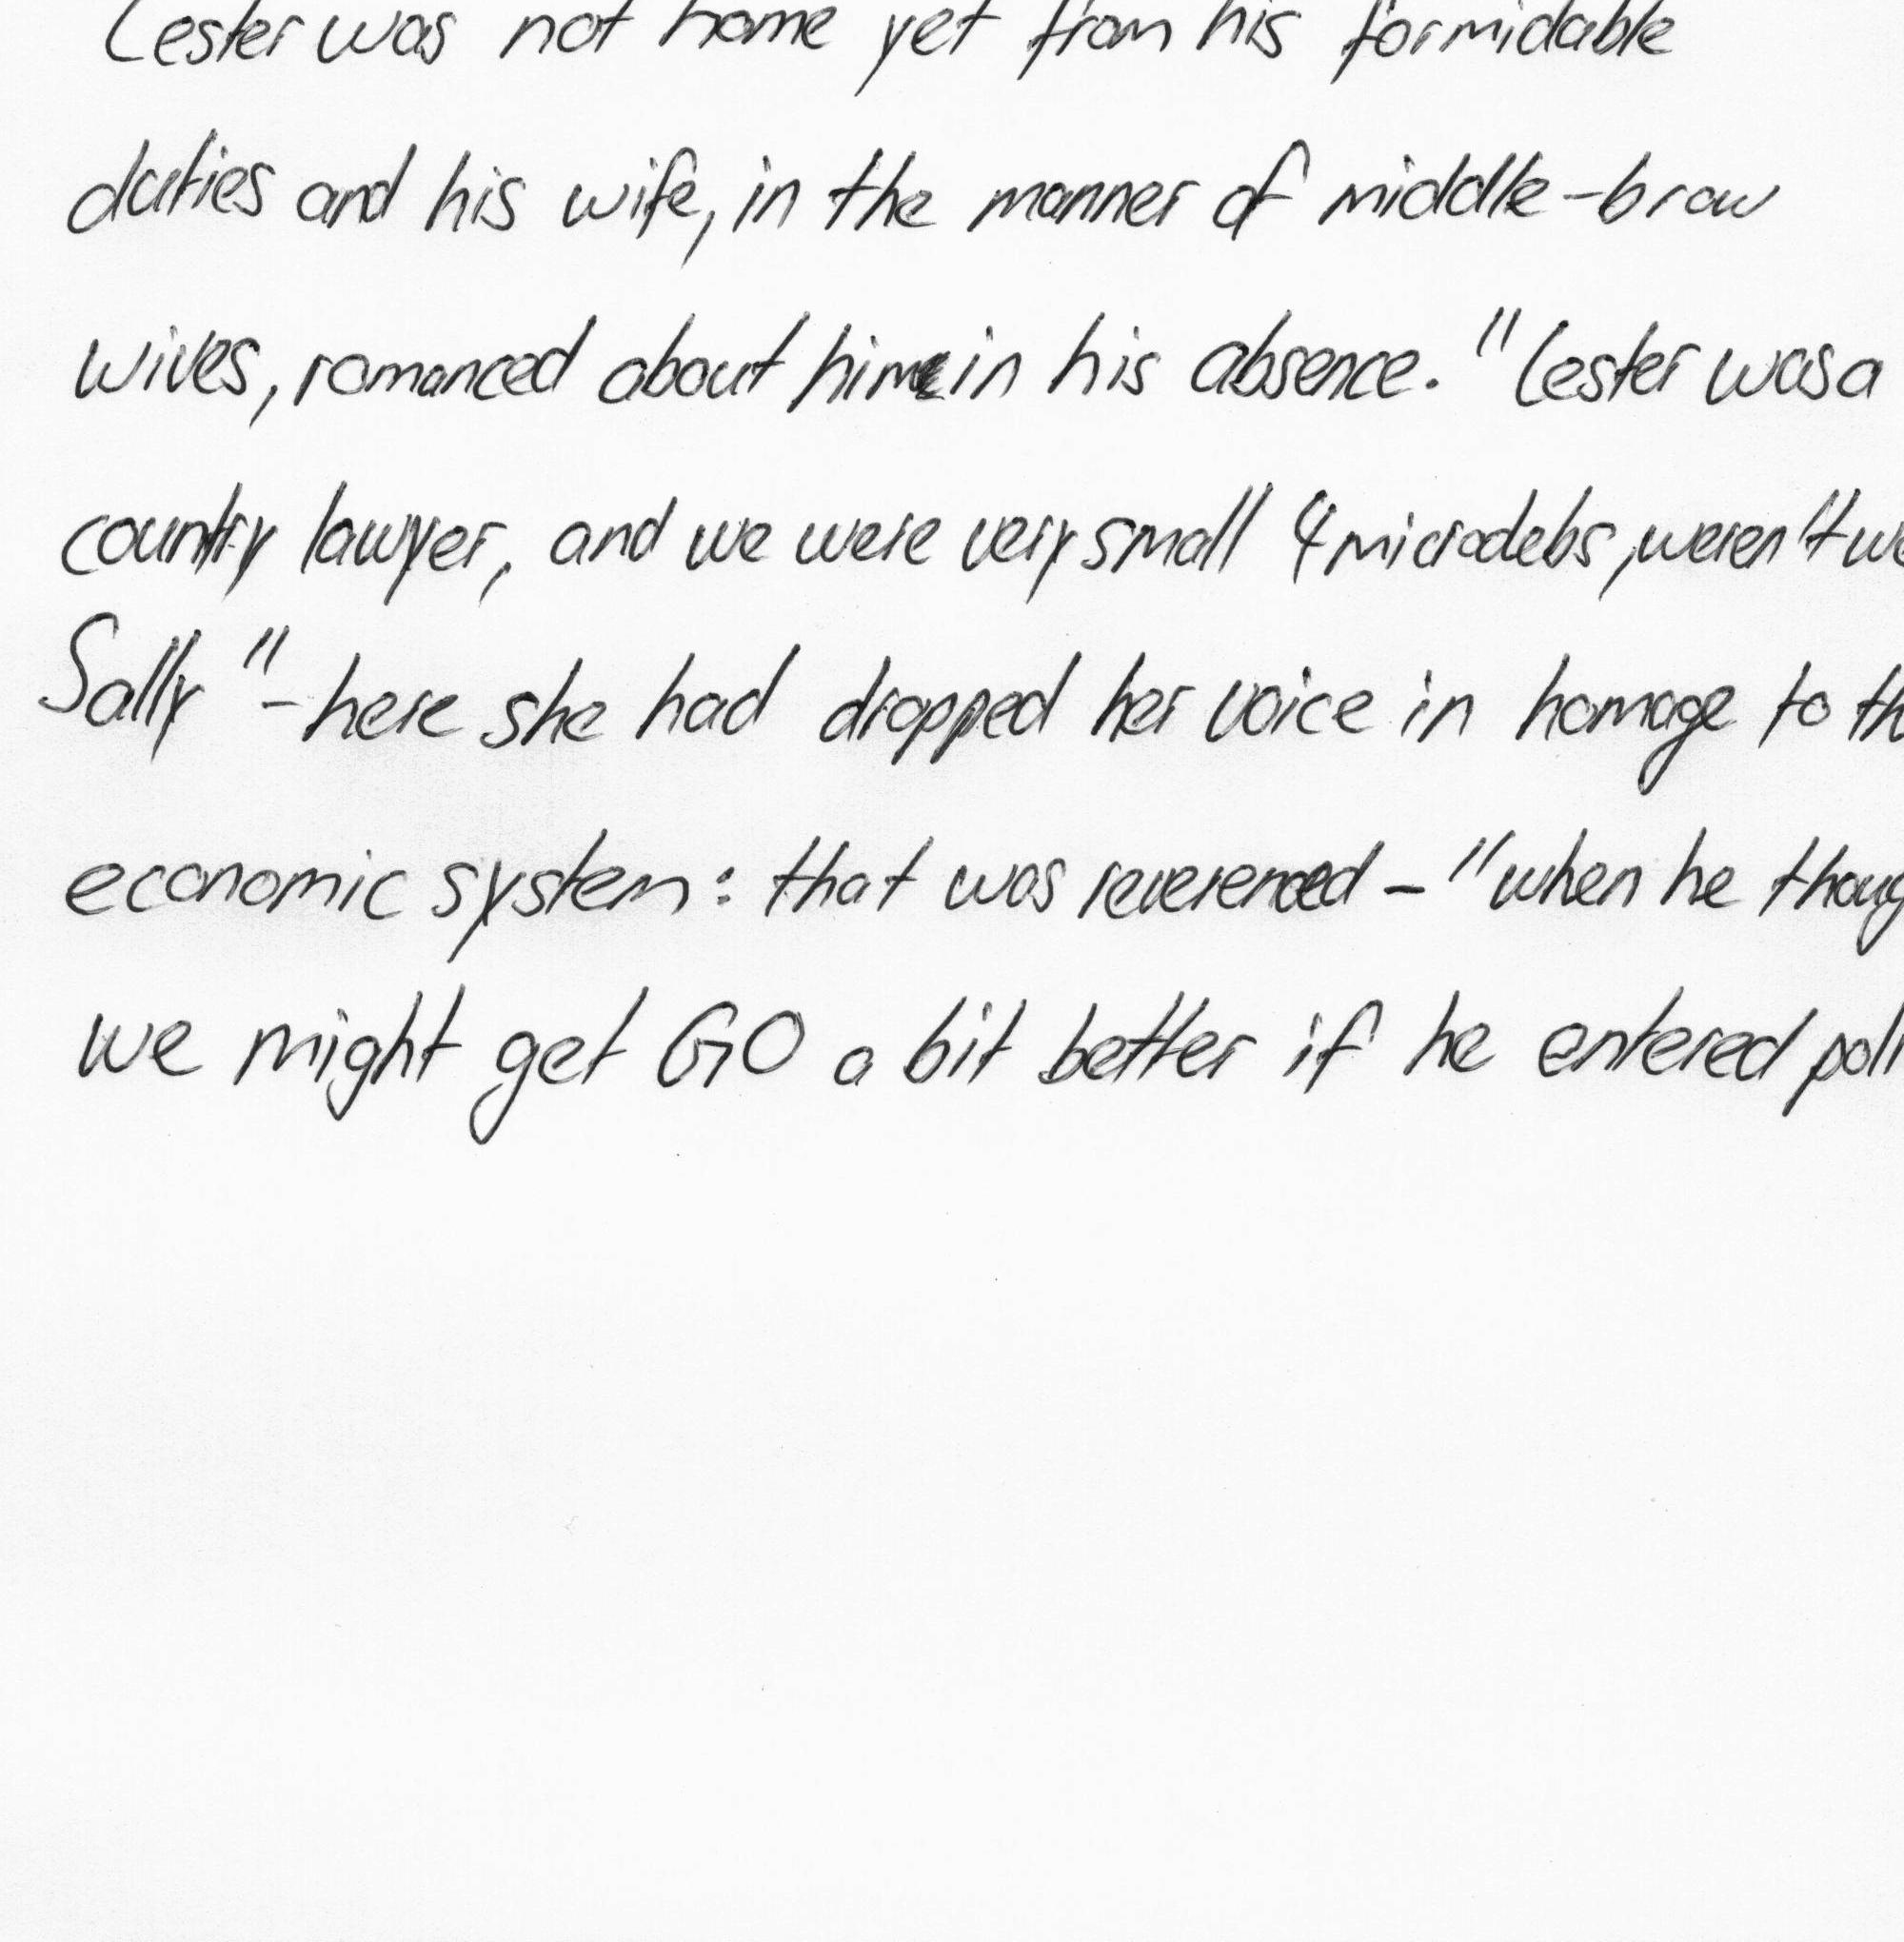 Lester was not home yet from his formidable
duties and his wife, in the manner of middle-brow
wives, romanced about him in his absence. "Lester was a
country lawyer, and we were very small 4 microdebs, weren't we
Sally" - here she had dropped her voice in homage to
economic system: that was reverenced - "when he
we might get GO a bit better if he entered